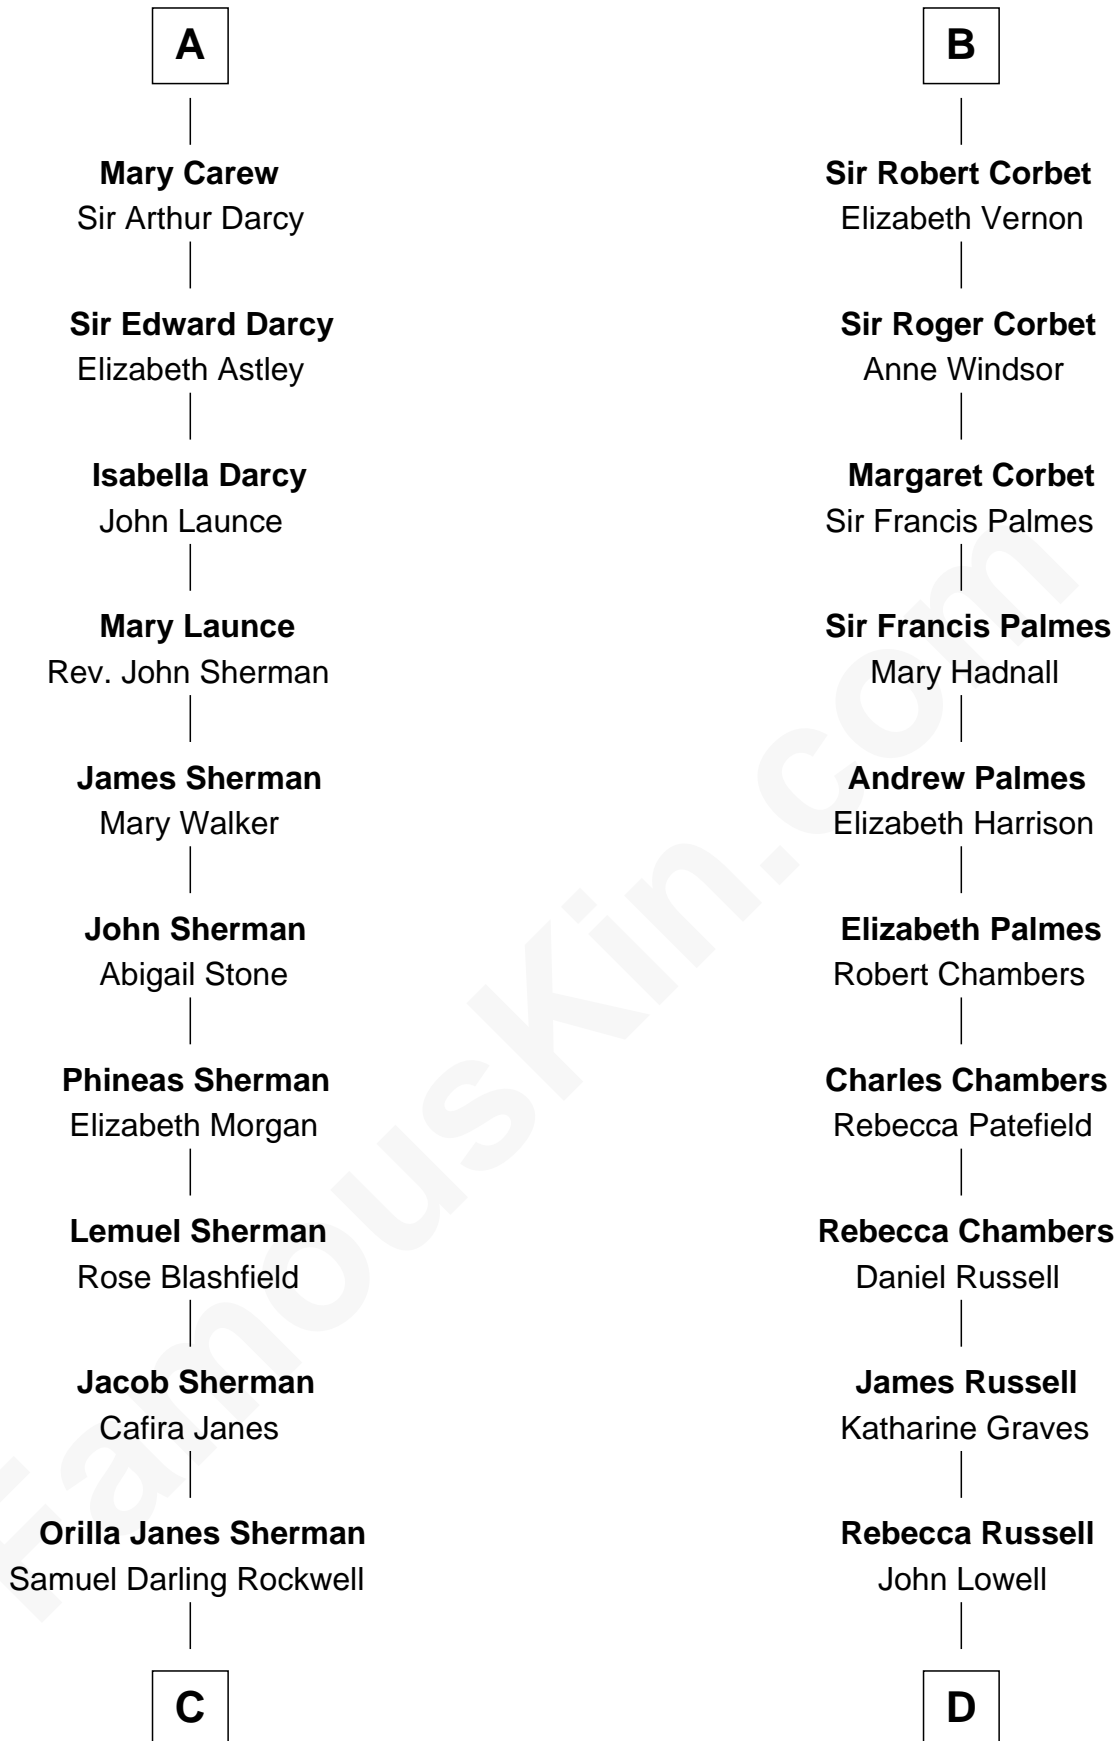 A
Mary Carew
Sir Arthur Darcy
Sir Edward Darcy
Elizabeth Astley
Isabella Darcy
John Launce
Mary Launce
Rev. John Sherman
James Sherman
Mary Walker
John Sherman
Abigail Stone
Phineas Sherman
Elizabeth Morgan
Lemuel Sherman
Rose Blashfield
Jacob Sherman
Cafira Janes
Orilla Janes Sherman
Samuel Darling Rockwell
C
B
Sir Robert Corbet
Elizabeth Vernon
Sir Roger Corbet
Anne Windsor
Margaret Corbet
Sir Francis Palmes
Sir Francis Palmes
Mary Hadnall
Andrew Palmes
Elizabeth Harrison
Elizabeth Palmes
Robert Chambers
Charles Chambers
Rebecca Patefield
Rebecca Chambers
Daniel Russell
James Russell
Katharine Graves
Rebecca Russell
John Lowell
D
FamousKin.com